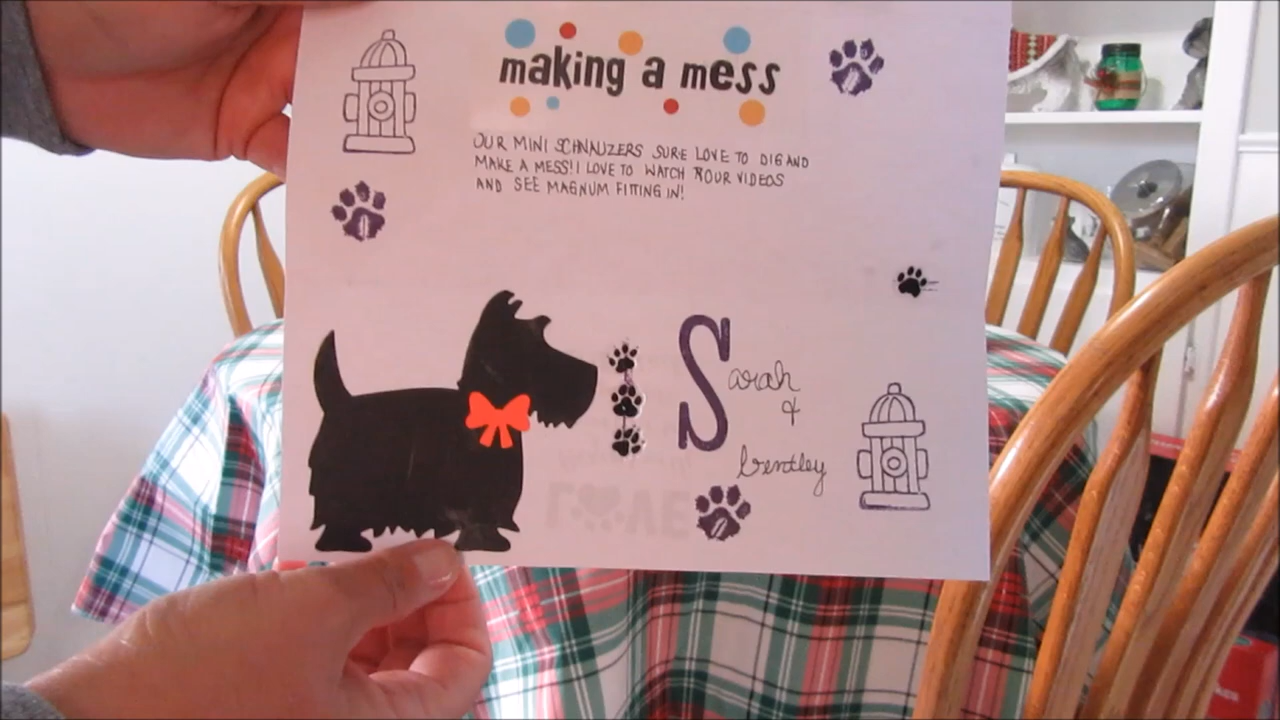 making a mess
OUR MINI SCHNAUZERS SURE LOVE TO DIG AND
MAKE A MESS! I LOVE TO WATCH YOUR VIDEOS
AND SEE MAGNUM FITTING IN!
Sarah
&
bentley
LOVE